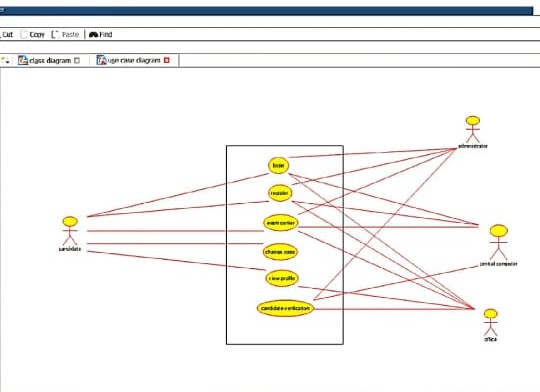 Cut Copy Paste Find
class diagram use case diagram
administrator
login
register
exam center
candidate
change pass
central computer
view profile
candidate verification
office